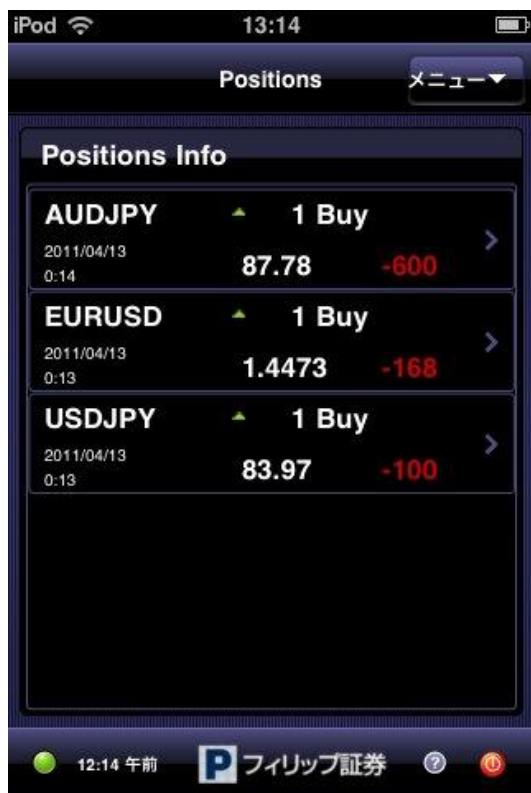 iPod 13:14
Positions メニュー▼
Positions Info
AUDJPY 1 Buy
2011/04/13
0:14 87.78 -600
EURUSD 1 Buy
2011/04/13
0:13 1.4473 -168
USDJPY 1 Buy
2011/04/13
0:13 83.97 -100
12:14 午前 P フィリップ証券 ?